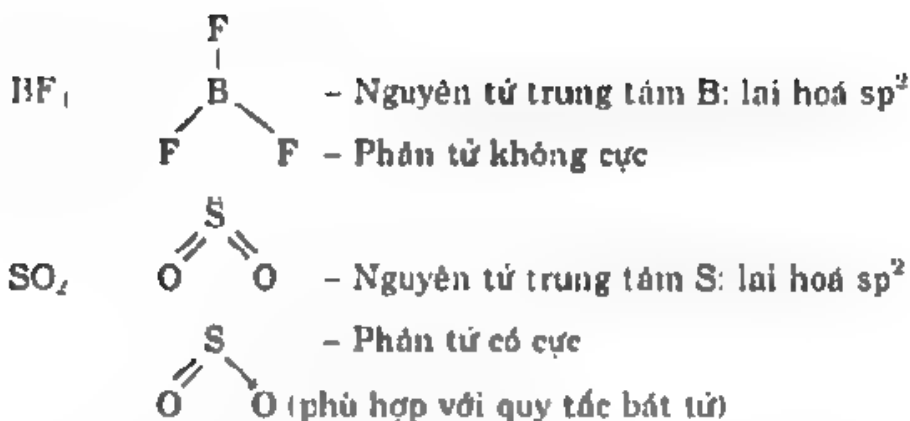 F
BF₃ B – Nguyên tử trung tâm B: lai hoá sp²
F F – Phân tử không cực
S
SO₂ O O – Nguyên tử trung tâm S: lai hoá sp²
S – Phân tử có cực
O O (phù hợp với quy tắc bát tử)